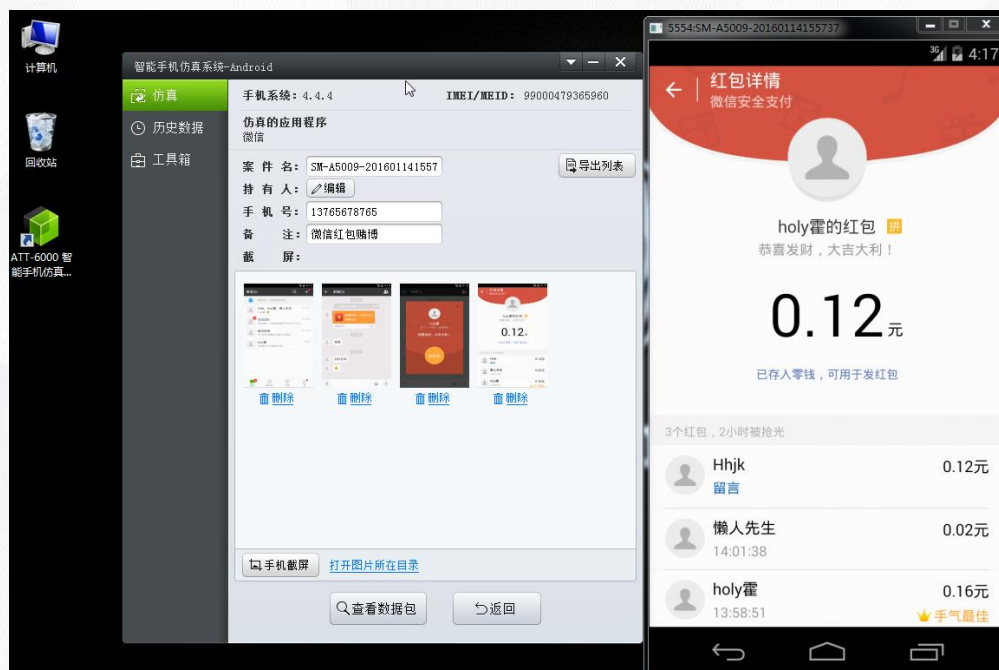 计算机
回收站
ATT-6000 智
能手机仿真...
智能手机仿真系统-Android
仿真
历史数据
工具箱
手机系统：4.4.4
IMEI/MEID： 99000479365960
仿真的应用程序
微信
案 件 名： SM-A5009-201601141557
导出列表
持 有 人： 编辑
手 机 号： 13765678765
备 注： 微信红包赌博
截 屏：
删除 删除 删除 删除
手机截屏 打开图片所在目录
查看数据包 返回
5554:SM-A5009-20160114155737
3G 4:17
红包详情
微信安全支付
holy霍的红包 拼
恭喜发财，大吉大利！
0.12元
已存入零钱，可用于发红包
3个红包，2小时被抢光
Hhjk 0.12元
留言
懒人先生 0.02元
14:01:38
holy霍 0.16元
13:58:51 手气最佳